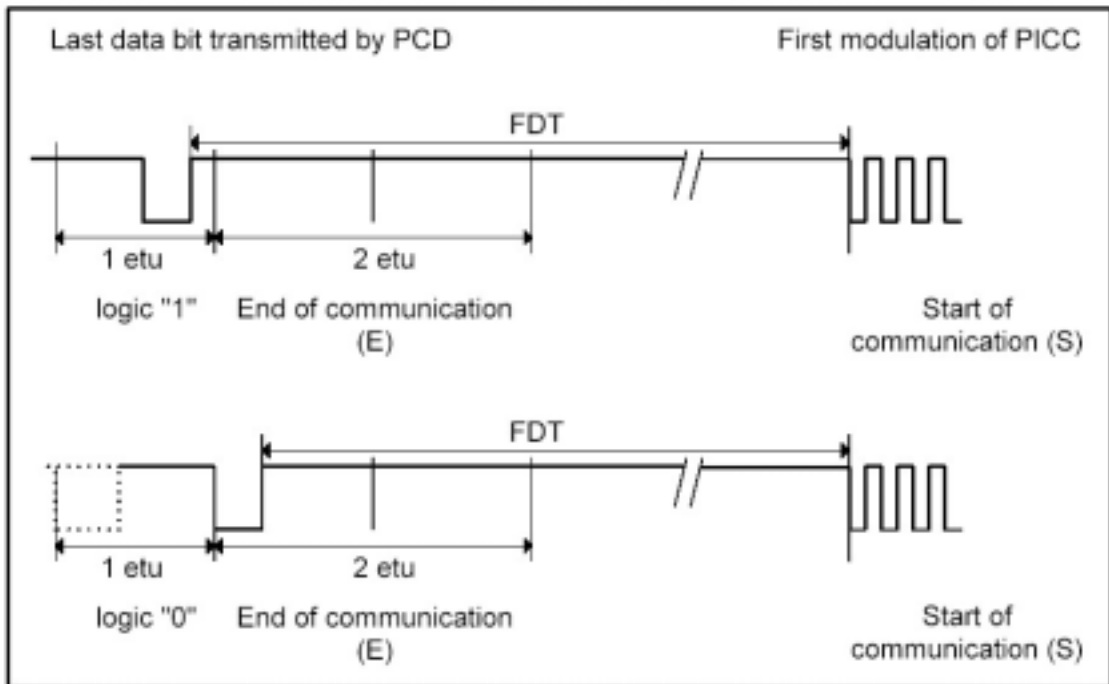 Last data bit transmitted by PCD
First modulation of PICC
FDT
1 etu
2 etu
logic "1"
End of communication
(E)
Start of
communication (S)
FDT
1 etu
2 etu
logic "0"
End of communication
(E)
Start of
communication (S)